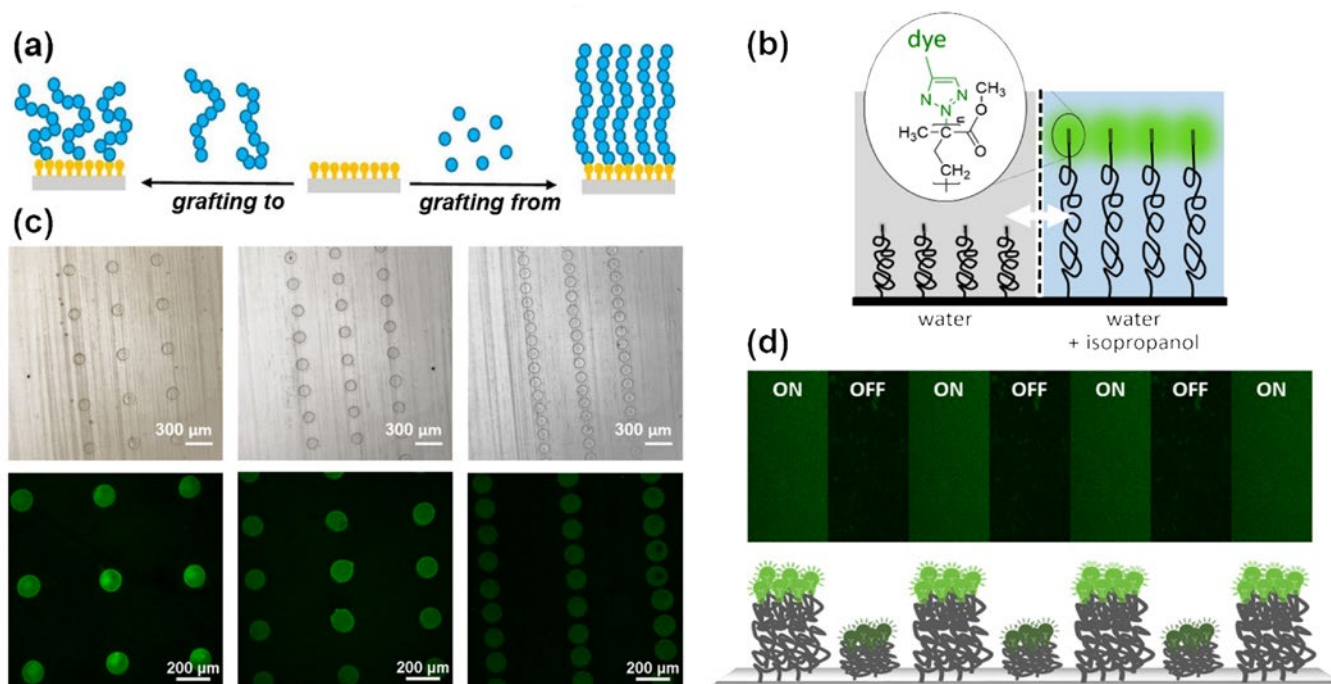 (a)
grafting to
grafting from
(b)
dye
N
N
N
n
CH₃
O
H₃C
O
CH₂
water
water
+ isopropanol
(c)
300 µm
300 µm
300 µm
200 µm
200 µm
200 µm
(d)
ON OFF ON OFF ON OFF ON